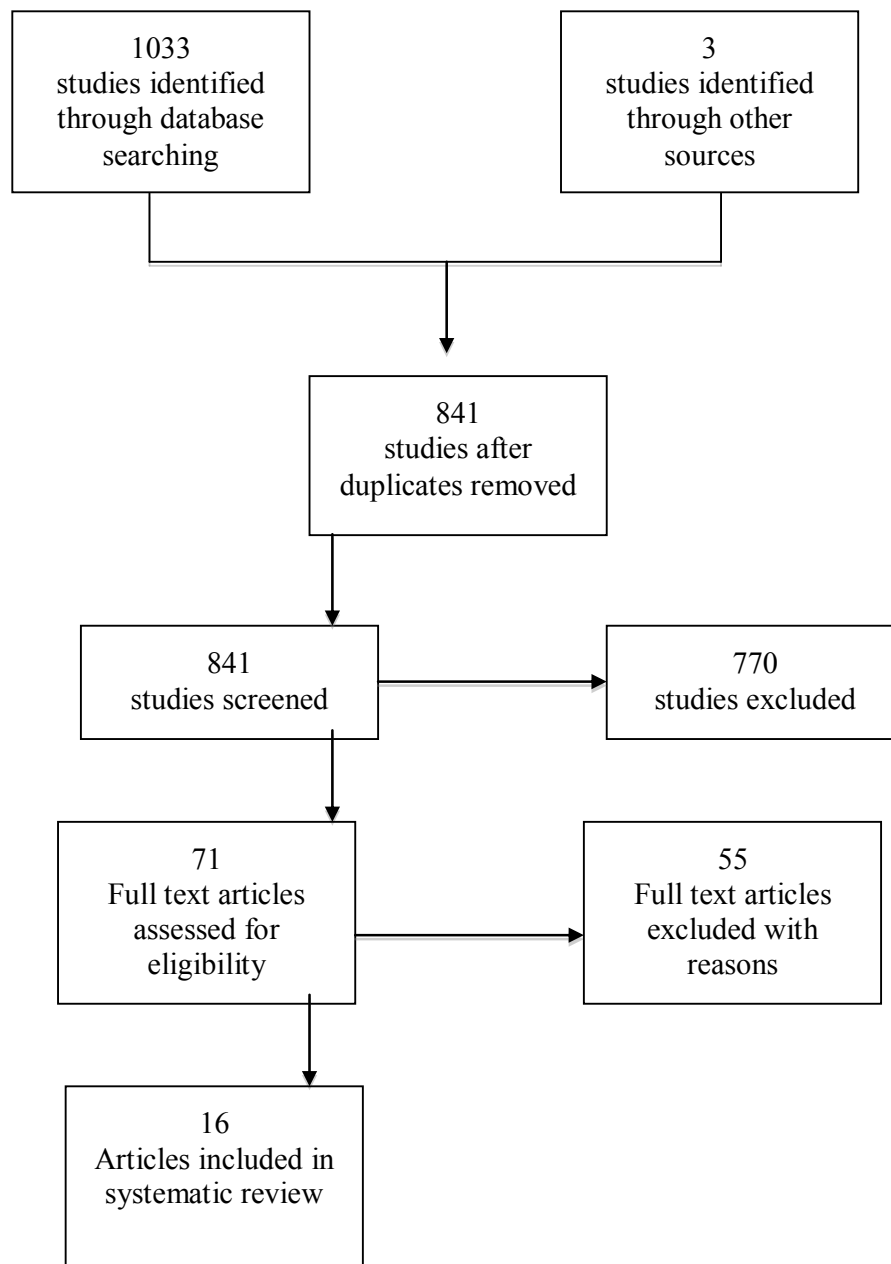 1033
studies identified
through database
searching
3
studies identified
through other
sources
841
studies after
duplicates removed
841
studies screened
770
studies excluded
71
Full text articles
assessed for
eligibility
55
Full text articles
excluded with
reasons
16
Articles included in
systematic review